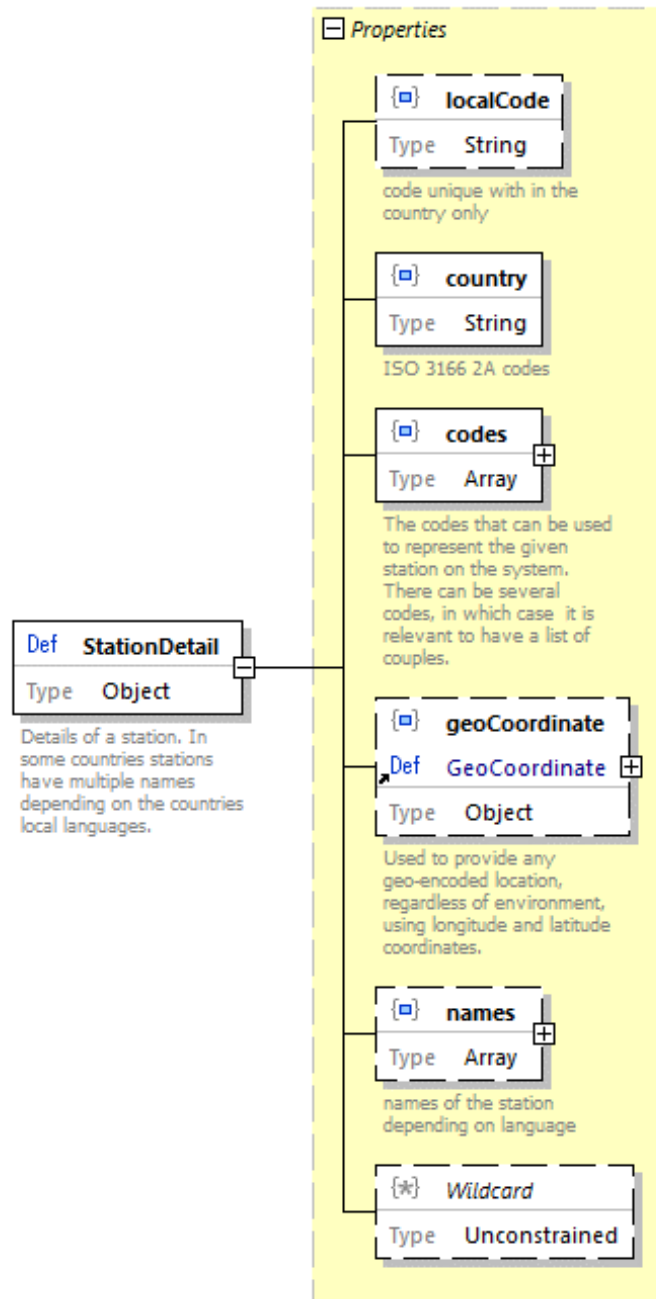 Properties
localCode
Type String
code unique with in the
country only
country
Type String
ISO 3166 2A codes
codes
Type Array
The codes that can be used
to represent the given
station on the system.
There can be several
codes, in which case it is
relevant to have a list of
couples.
Def StationDetail
Type Object
Details of a station. In
some countries stations
have multiple names
depending on the countries
local languages.
geoCoordinate
Def GeoCoordinate
Type Object
Used to provide any
geo-encoded location,
regardless of environment,
using longitude and latitude
coordinates.
names
Type Array
names of the station
depending on language
{*} Wildcard
Type Unconstrained